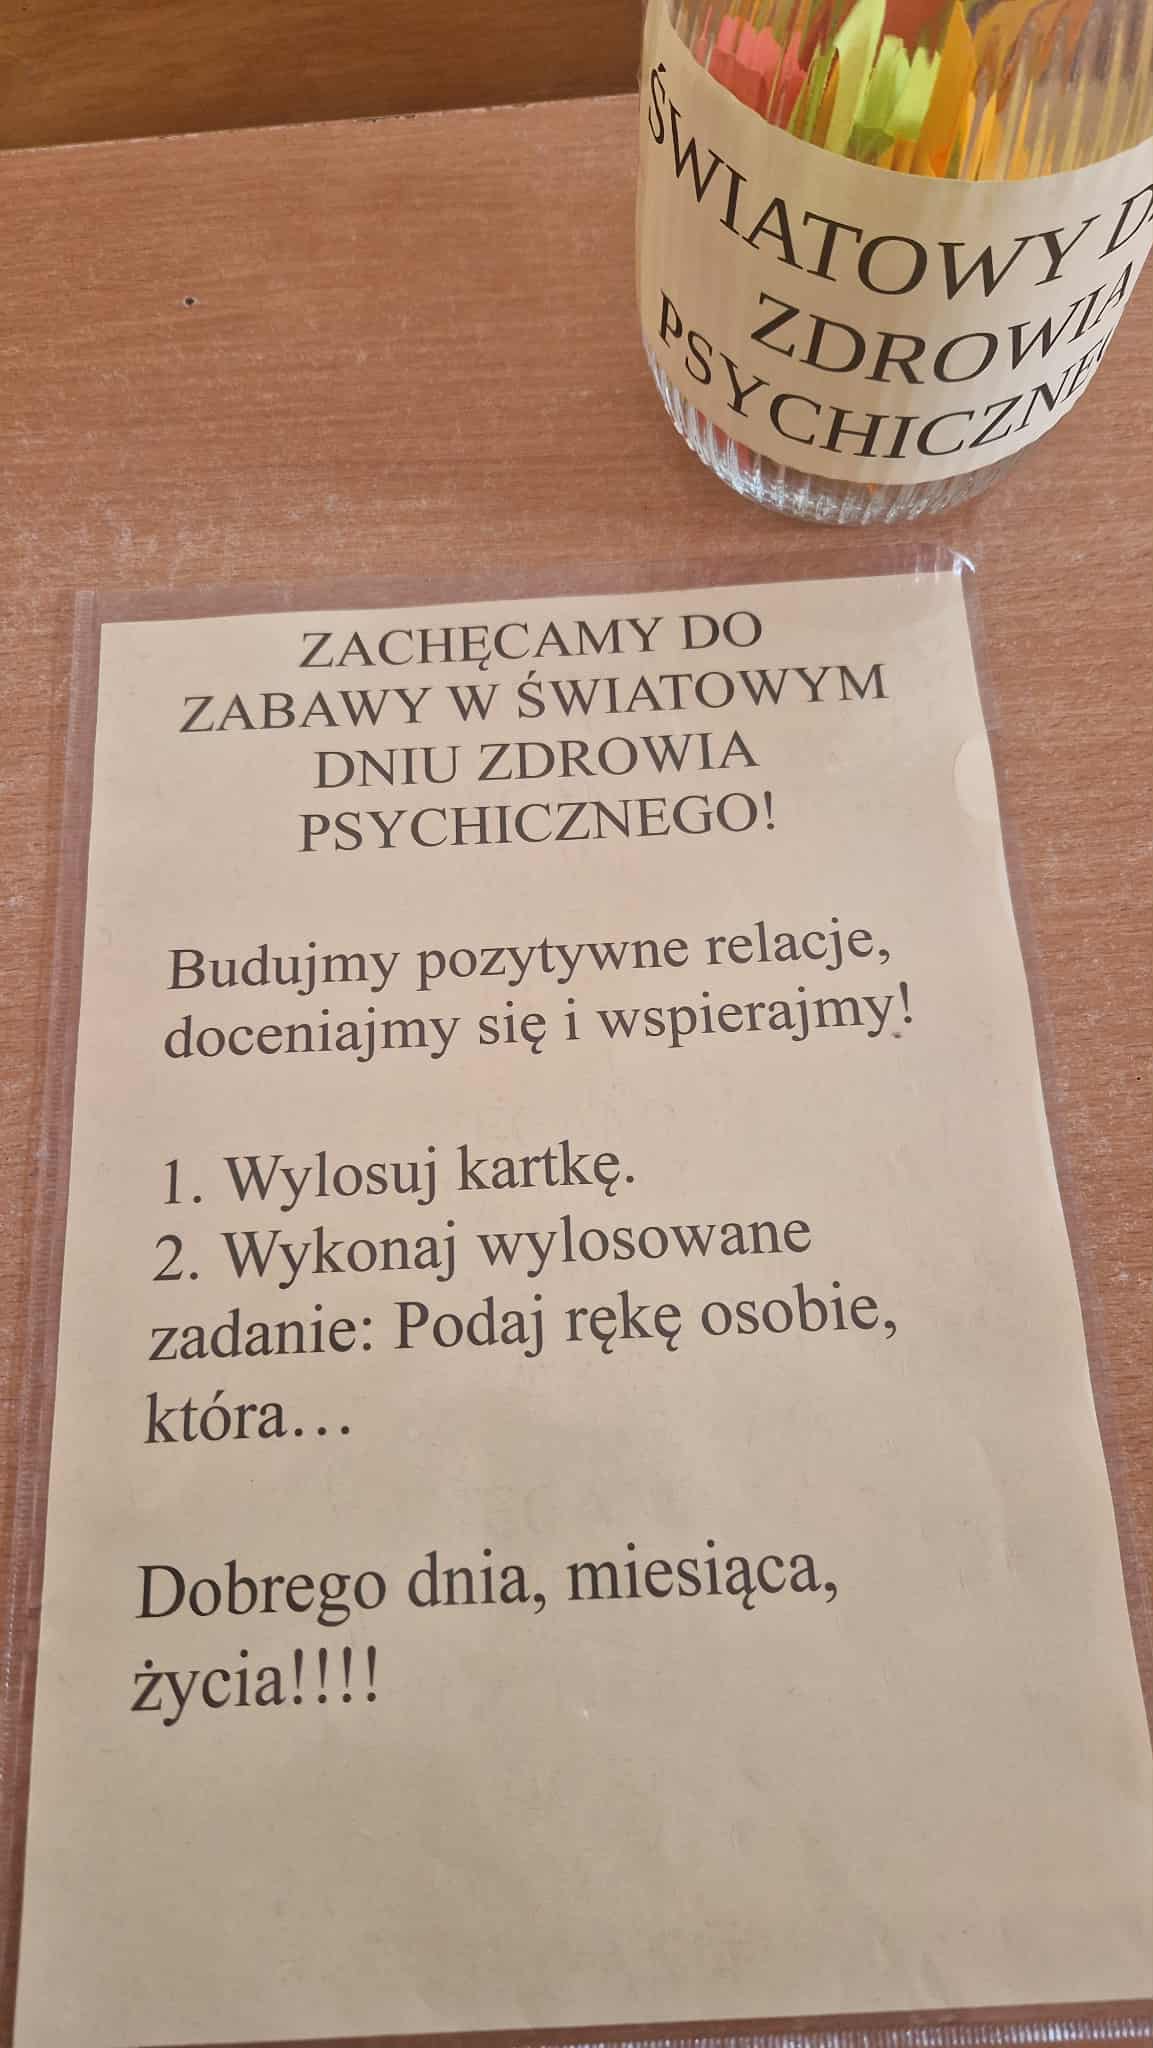 ŚWIATOWY
ZDROWIA
ZACHĘCAMY DO
ZABAWY W ŚWIATOWYM
DNIU ZDROWIA
PSYCHICZNEGO!
Budujmy pozytywne relacje,
doceniajmy się i wspierajmy!
1. Wylosuj kartkę.
2. Wykonaj wylosowane
zadanie: Podaj rękę osobie,
która…
Dobrego dnia, miesiąca,
życia!!!!